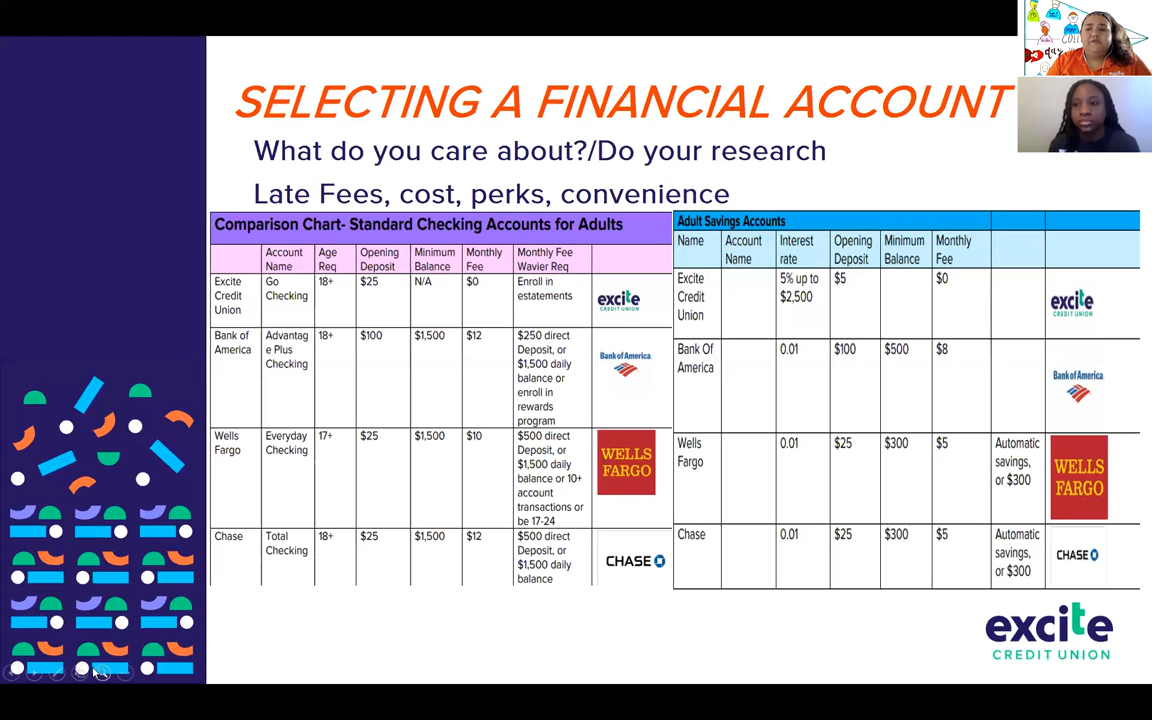 SELECTING A FINANCIAL ACCOUNT
What do you care about?/Do your research
Late Fees, cost, perks, convenience
Comparison Chart- Standard Checking Accounts for Adults
Account Name Age Req Opening Deposit Minimum Balance Monthly Fee Monthly Fee Wavier Req
Excite Credit Union Go Checking 18+ $25 N/A $0 Enroll in estatements excite CREDIT UNION
Bank of America Advantag e Plus Checking 18+ $100 $1,500 $12 $250 direct Deposit, or $1,500 daily balance or enroll in rewards program Bank of America
Wells Fargo Everyday Checking 17+ $25 $1,500 $10 $500 direct Deposit, or $1,500 daily balance or 10+ account transactions or be 17-24 WELLS FARGO
Chase Total Checking 18+ $25 $1,500 $12 $500 direct Deposit, or $1,500 daily balance CHASE
Adult Savings Accounts
Name Account Name Interest rate Opening Deposit Minimum Balance Monthly Fee
Excite Credit Union 5% up to $2,500 $5 $0 excite CREDIT UNION
Bank Of America 0.01 $100 $500 $8 Bank of America
Wells Fargo 0.01 $25 $300 $5 Automatic savings, or $300 WELLS FARGO
Chase 0.01 $25 $300 $5 Automatic savings, or $300 CHASE
excite
CREDIT UNION